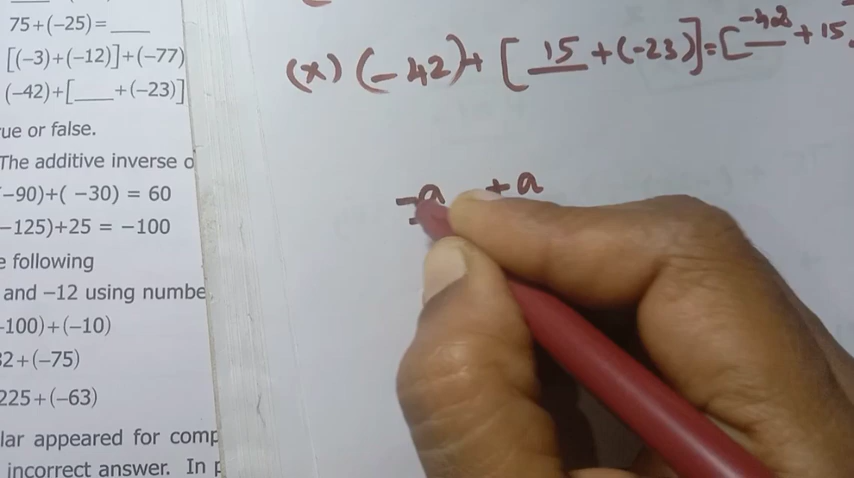 75+(−25)= ____
[(−3)+(−12)]+(−77)
(−42)+[____+(−23)]
ue or false.
The additive inverse o
−90)+( −30) = 60
−125)+25 = −100
e following
and −12 using numbe
-100)+(−10)
32+(−75)
225+(−63)
lar appeared for comp
incorrect answer. In p
(x) (-42)+ [ 15 +(-23)]=[-42 + 15
-a +a